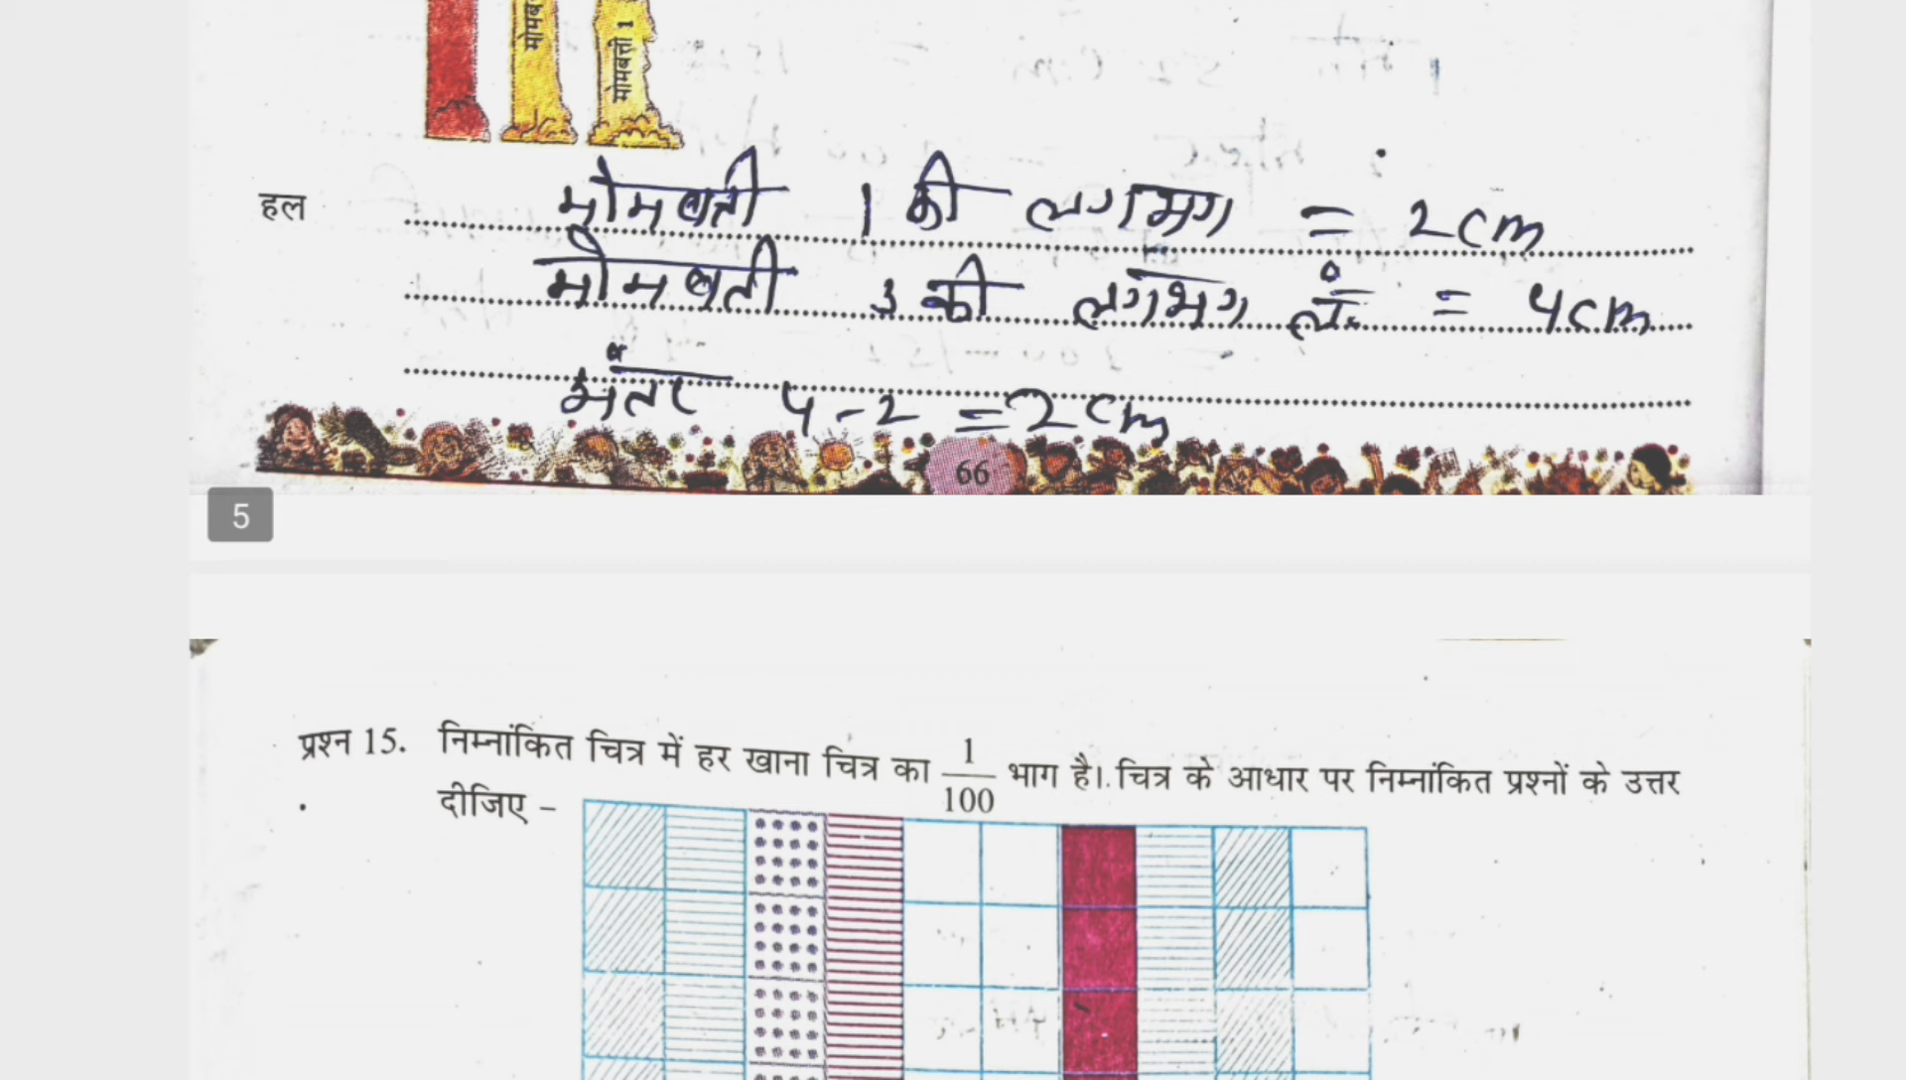 मोमबत्ती 1
हल
मोमबत्ती 1 की लगभग = 2cm
मोमबत्ती 3 की लगभग लं. = 4cm
अंतर 4-2 = 2cm
66
5
प्रश्न 15. निम्नांकित चित्र में हर खाना चित्र का 1/100 भाग है। चित्र के आधार पर निम्नांकित प्रश्नों के उत्तर
दीजिए –